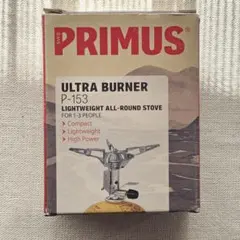 PRIMUS®
ULTRA BURNER
P-153
LIGHTWEIGHT ALL-ROUND STOVE
FOR 1-3 PEOPLE
Compact
Lightweight
High Power